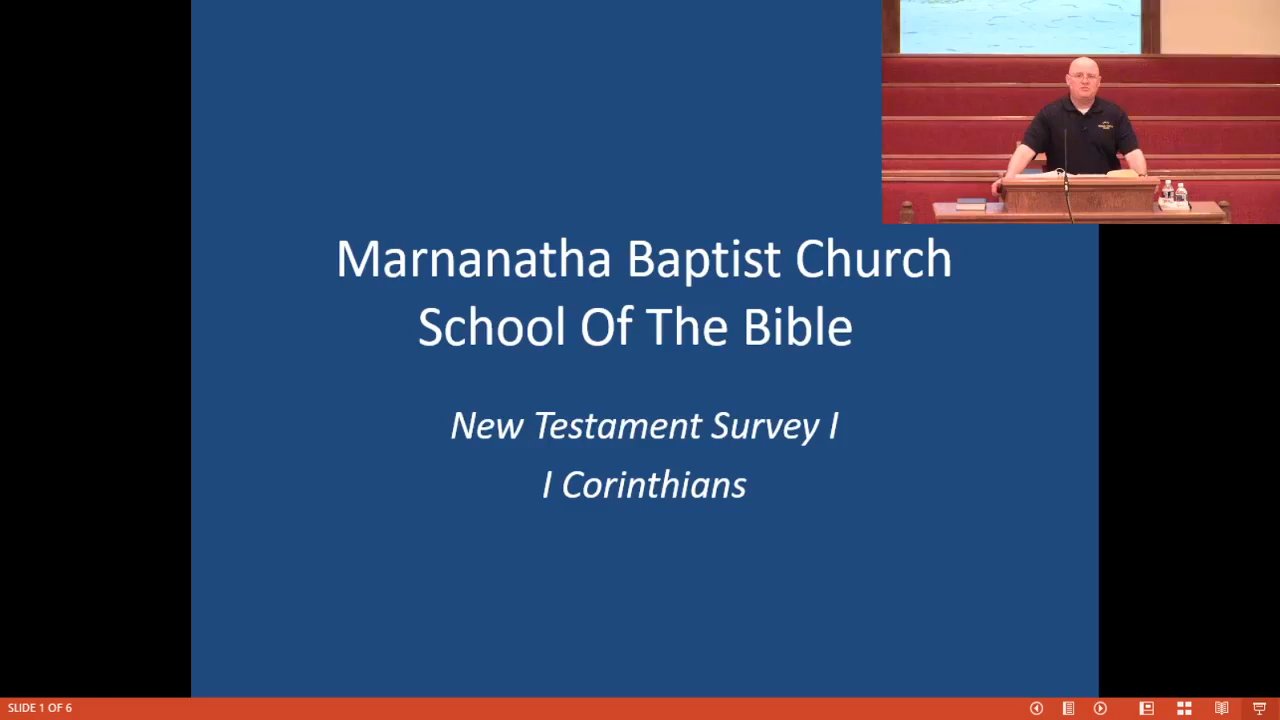 Marnanatha Baptist Church
School Of The Bible
New Testament Survey I
I Corinthians
SLIDE 1 OF 6